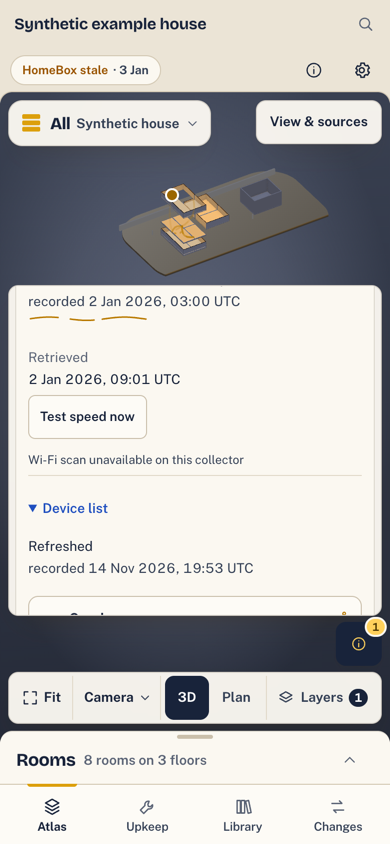 Synthetic example house
HomeBox stale · 3 Jan
All Synthetic house
View & sources
recorded 2 Jan 2026, 03:00 UTC
Retrieved
2 Jan 2026, 09:01 UTC
Test speed now
Wi-Fi scan unavailable on this collector
Device list
Refreshed
recorded 14 Nov 2026, 19:53 UTC
1
Fit
Camera
3D
Plan
Layers 1
Rooms 8 rooms on 3 floors
Atlas
Upkeep
Library
Changes